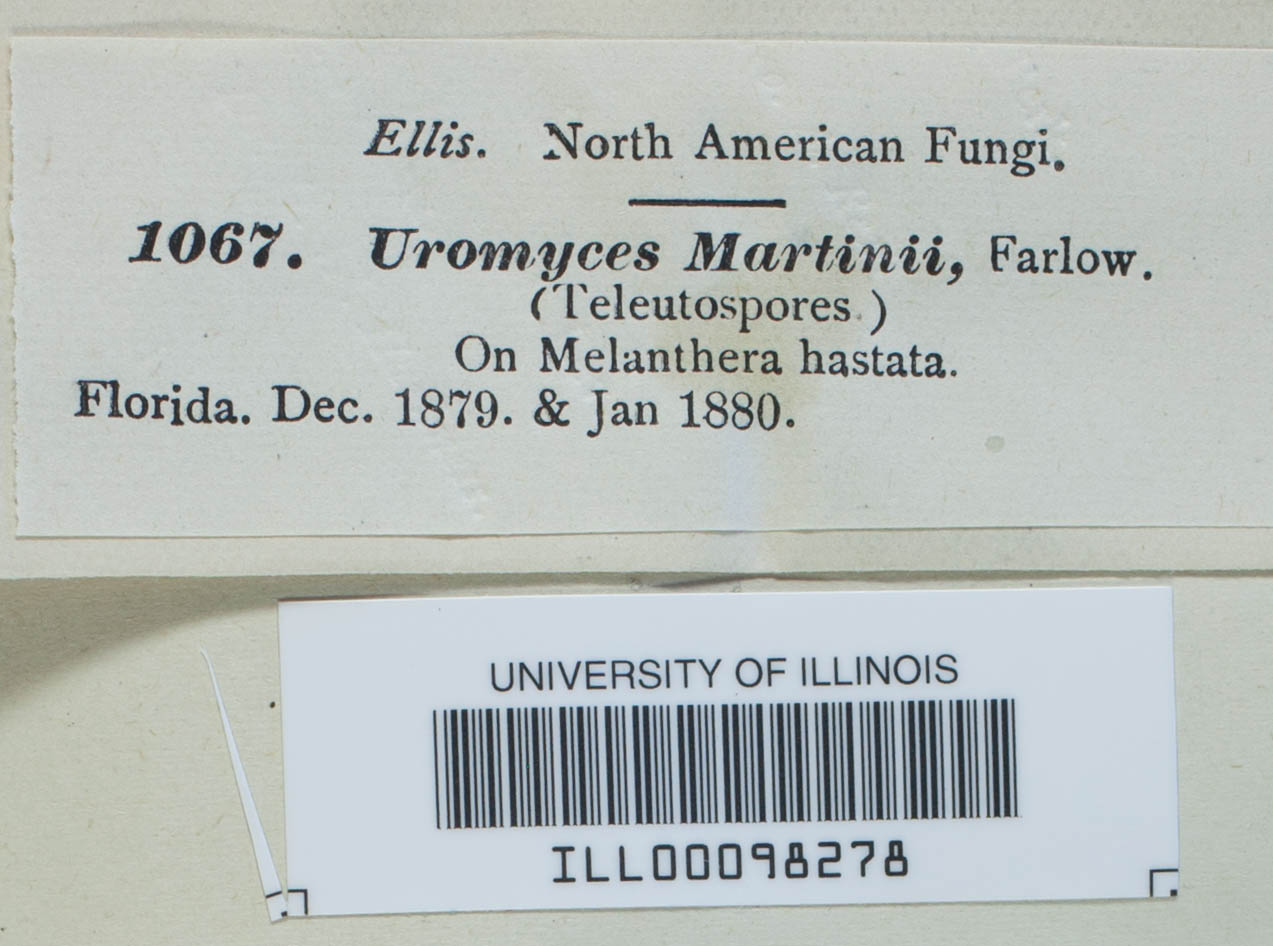 Ellis. North American Fungi.
1067. Uromyces Martinii, Farlow.
(Teleutospores.)
On Melanthera hastata.
Florida. Dec. 1879. & Jan 1880.
UNIVERSITY OF ILLINOIS
ILL00098278